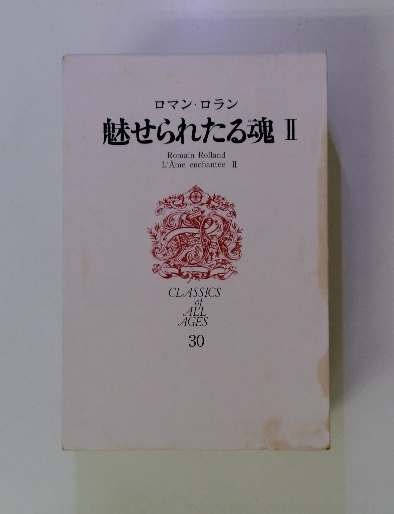 ロマン・ロラン
魅せられたる魂 II
Romain Rolland
L'Âme enchantée II
CLASSICS
of
ALL
AGES
30